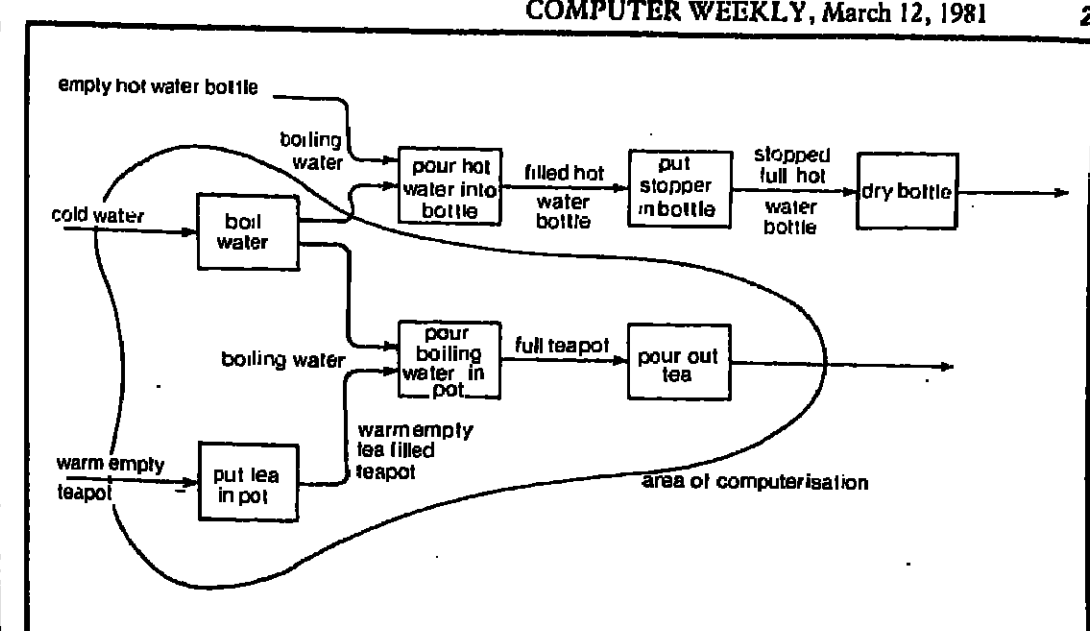 COMPUTER WEEKLY, March 12, 1981
empty hot water bottle
boiling
water
pour hot
water into
bottle
filled hot
water
bottle
put
stopper
in bottle
stopped
full hot
water
bottle
dry bottle
cold water
boil
water
boiling water
pour
boiling
water in
pot
full teapot
pour out
tea
warm empty
tea filled
teapot
warm empty
teapot
put tea
in pot
area of computerisation